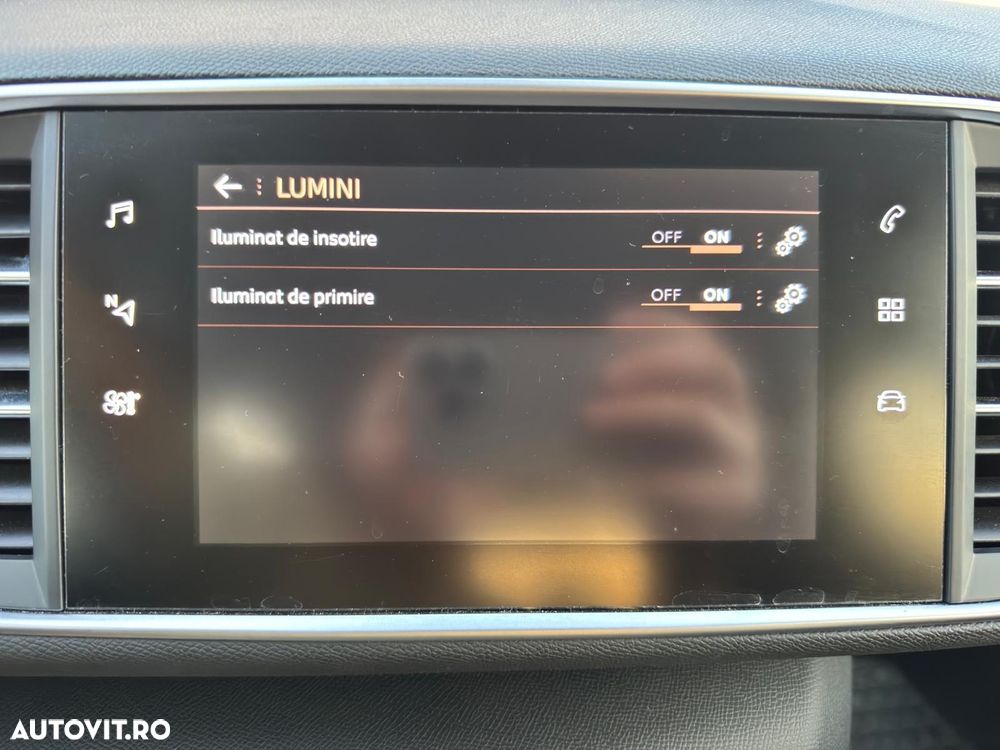 LUMINI
Iluminat de insotire OFF ON
N
Iluminat de primire OFF ON
AUTOVIT.RO